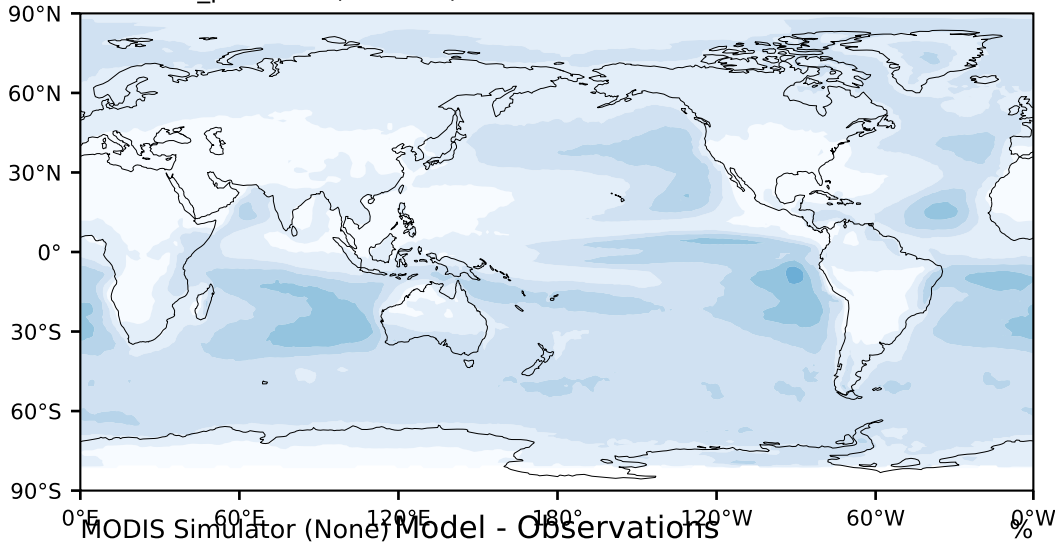 90°N
60°N
30°N
0°
30°S
60°S
90°S
0°E 60°E 120°E 180° 120°W 60°W 0°W
MODIS Simulator (None) Model - Observations %